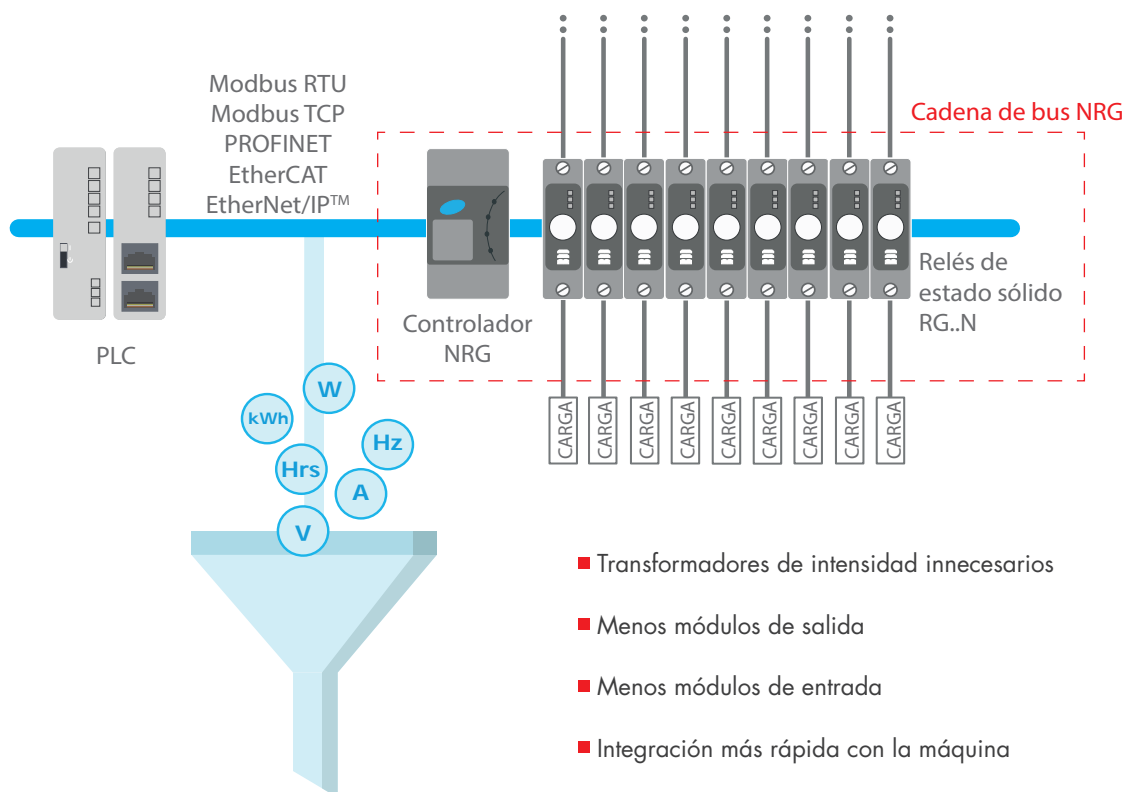 Modbus RTU
Modbus TCP
PROFINET
EtherCAT
EtherNet/IP™
Cadena de bus NRG
PLC
Controlador
NRG
Relés de
estado sólido
RG..N
CARGA
CARGA
CARGA
CARGA
CARGA
CARGA
CARGA
CARGA
CARGA
W
kWh
Hz
Hrs
A
V
Transformadores de intensidad innecesarios
Menos módulos de salida
Menos módulos de entrada
Integración más rápida con la máquina